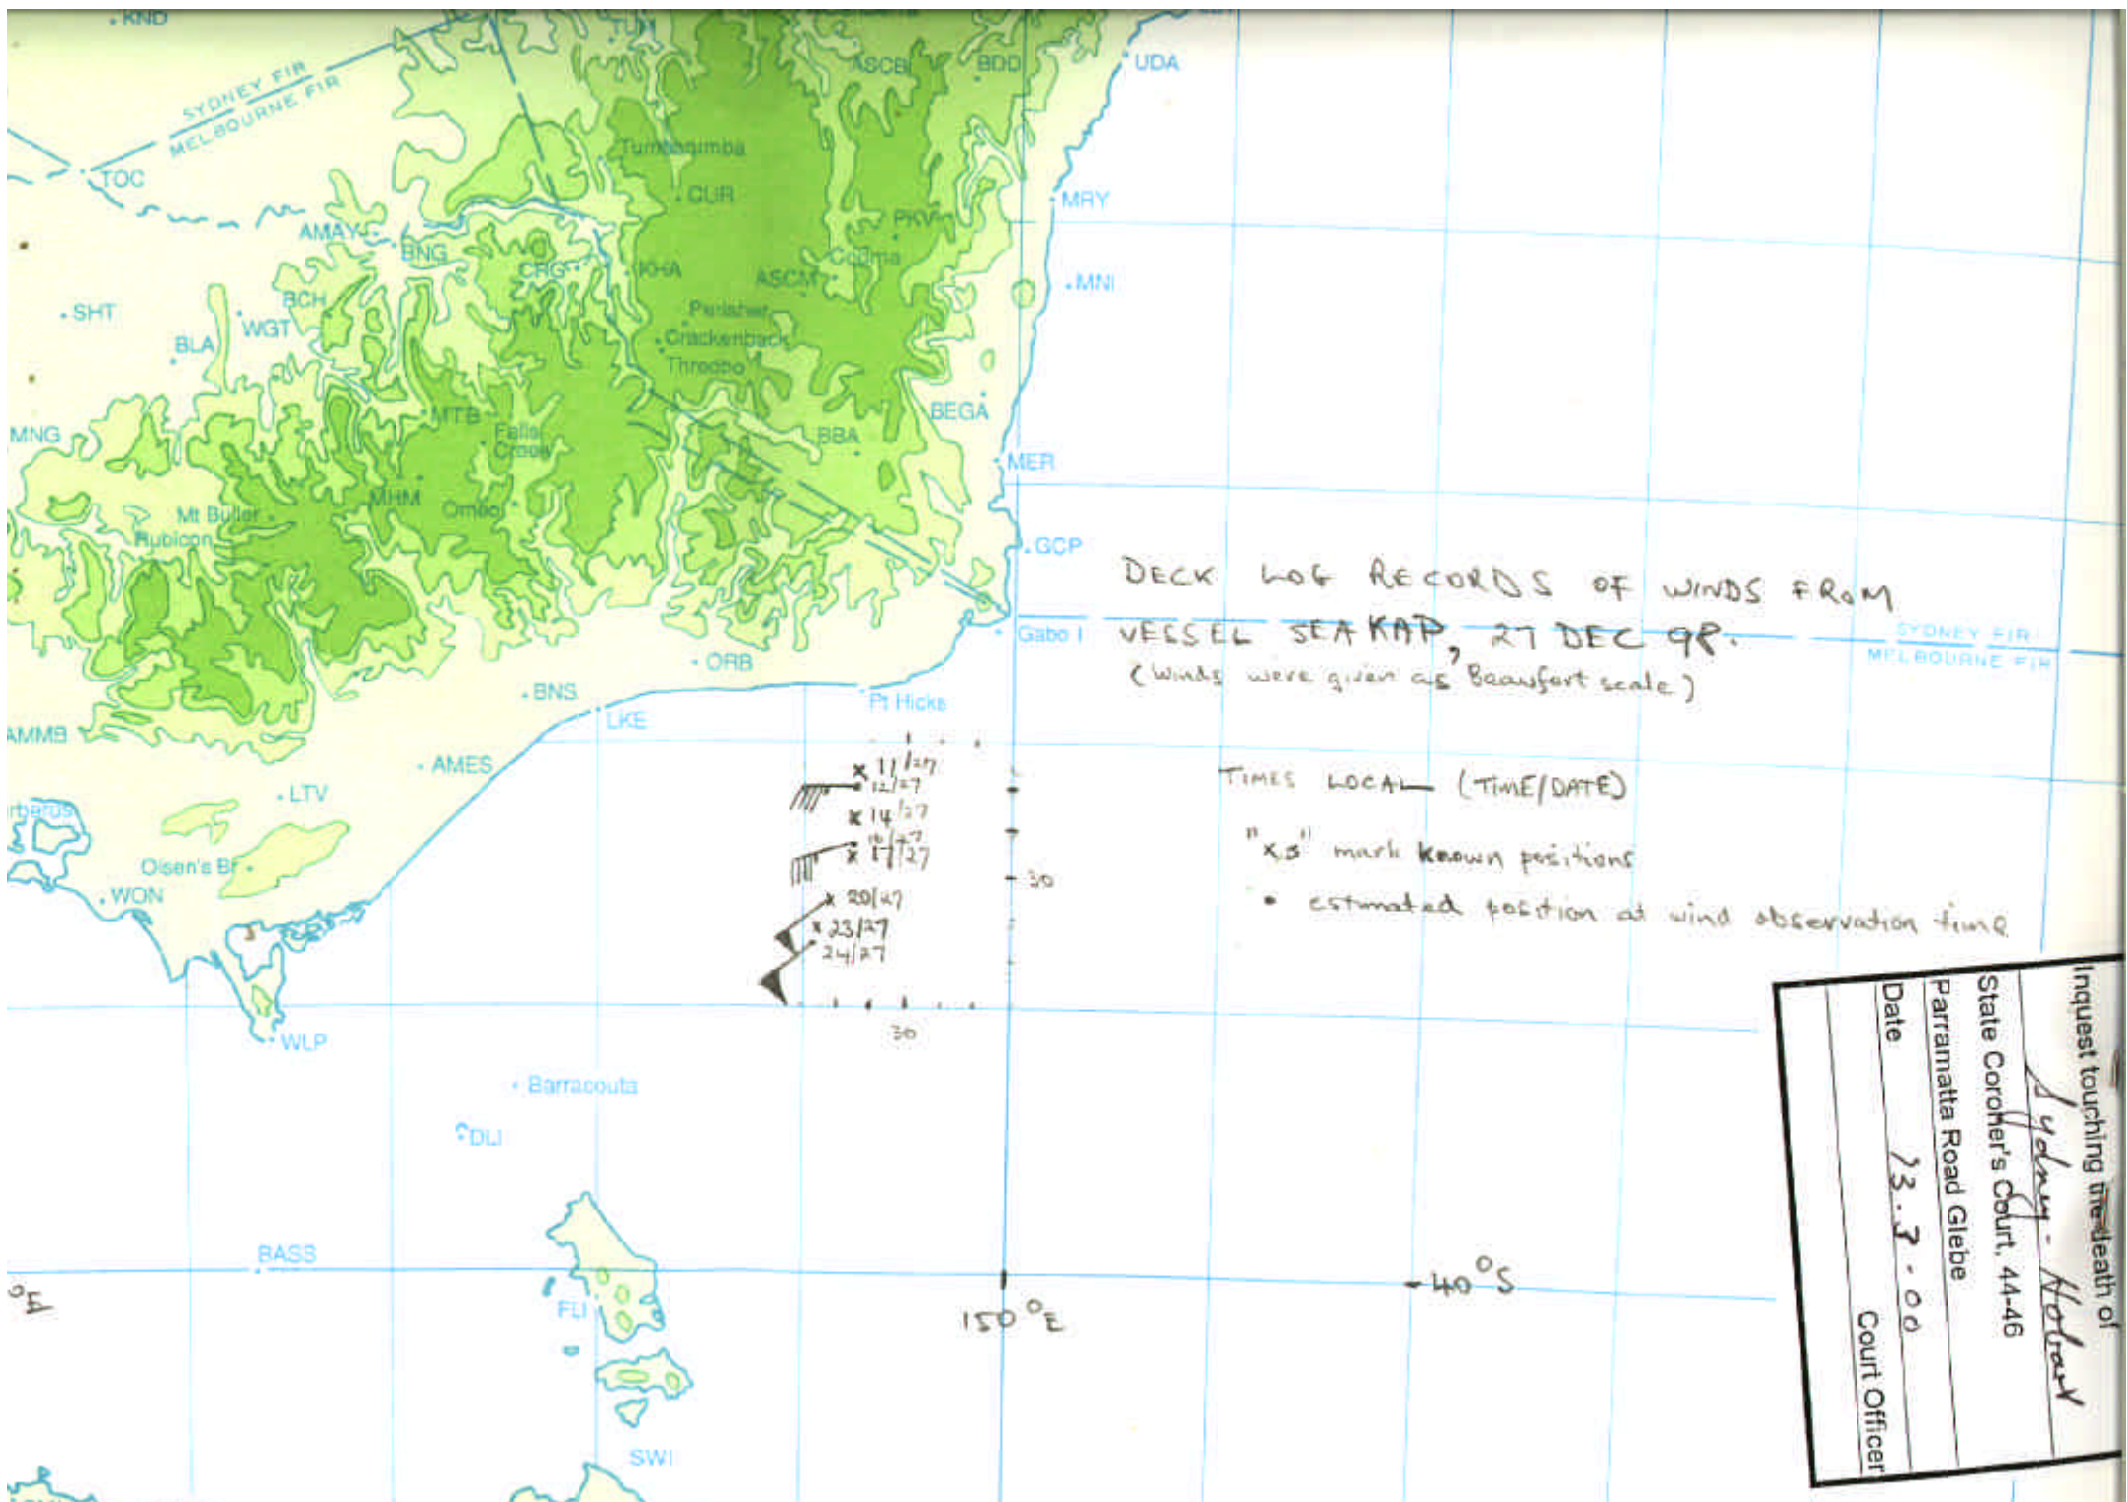 KND
TUM
ASCB
BDD
UDA
SYDNEY FIR
MELBOURNE FIR
TOC
CUR
MRY
AMAY
BNG
PKV
CRG
KHA
Cooma
ASCM
MNI
SHT
BCH
WGT
BLA
Perisher
Crackenback
Thredbo
MTB
BEGA
MNG
Falls
Creek
BBA
MER
MHM
Omeo
Mt Buller
Rubicon
GCP
DECK LOG RECORDS OF WINDS FROM
VESSEL SEAKAP, 27 DEC 98.
(Winds were given as Beaufort scale)
Gabo I
SYDNEY FIR
MELBOURNE FIR
ORB
BNS
Pt Hicks
LKE
AMMB
AMES
11/27
12/27
14/27
17/27
20/27
23/27
24/27
30
30
TIMES LOCAL (TIME/DATE)
"x,s" mark known positions
• estimated position at wind observation time
LTV
rberus
Olsen's Br
WON
WLP
Barracouta
DLI
BASS
FLI
150°E
40°S
SWI
Inquest touching the death of
Sydney - Hobart
State Coroner's Court, 44-46
Parramatta Road Glebe
Date 13.3.00
Court Officer